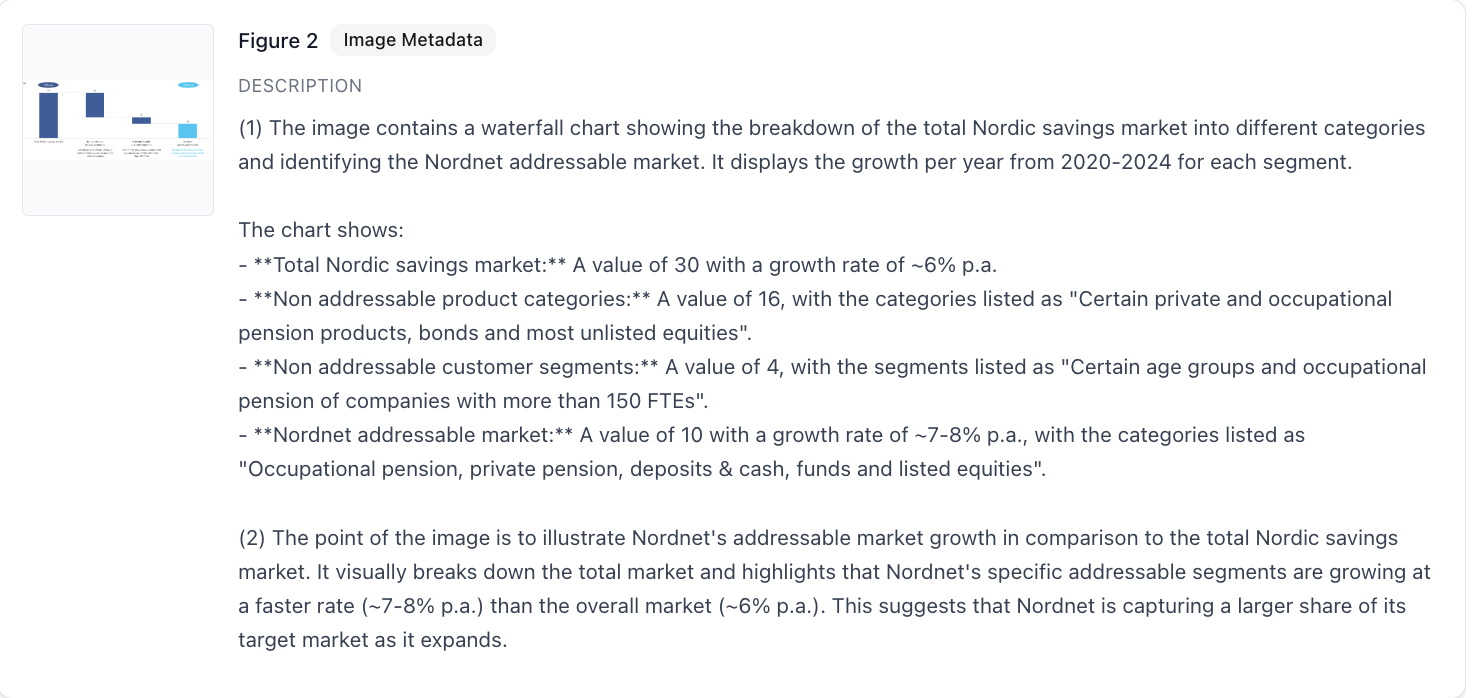 Figure 2 Image Metadata
DESCRIPTION
(1) The image contains a waterfall chart showing the breakdown of the total Nordic savings market into different categories
and identifying the Nordnet addressable market. It displays the growth per year from 2020-2024 for each segment.
The chart shows:
- **Total Nordic savings market:** A value of 30 with a growth rate of ~6% p.a.
- **Non addressable product categories:** A value of 16, with the categories listed as "Certain private and occupational
pension products, bonds and most unlisted equities".
- **Non addressable customer segments:** A value of 4, with the segments listed as "Certain age groups and occupational
pension of companies with more than 150 FTEs".
- **Nordnet addressable market:** A value of 10 with a growth rate of ~7-8% p.a., with the categories listed as
"Occupational pension, private pension, deposits & cash, funds and listed equities".
(2) The point of the image is to illustrate Nordnet's addressable market growth in comparison to the total Nordic savings
market. It visually breaks down the total market and highlights that Nordnet's specific addressable segments are growing at
a faster rate (~7-8% p.a.) than the overall market (~6% p.a.). This suggests that Nordnet is capturing a larger share of its
target market as it expands.